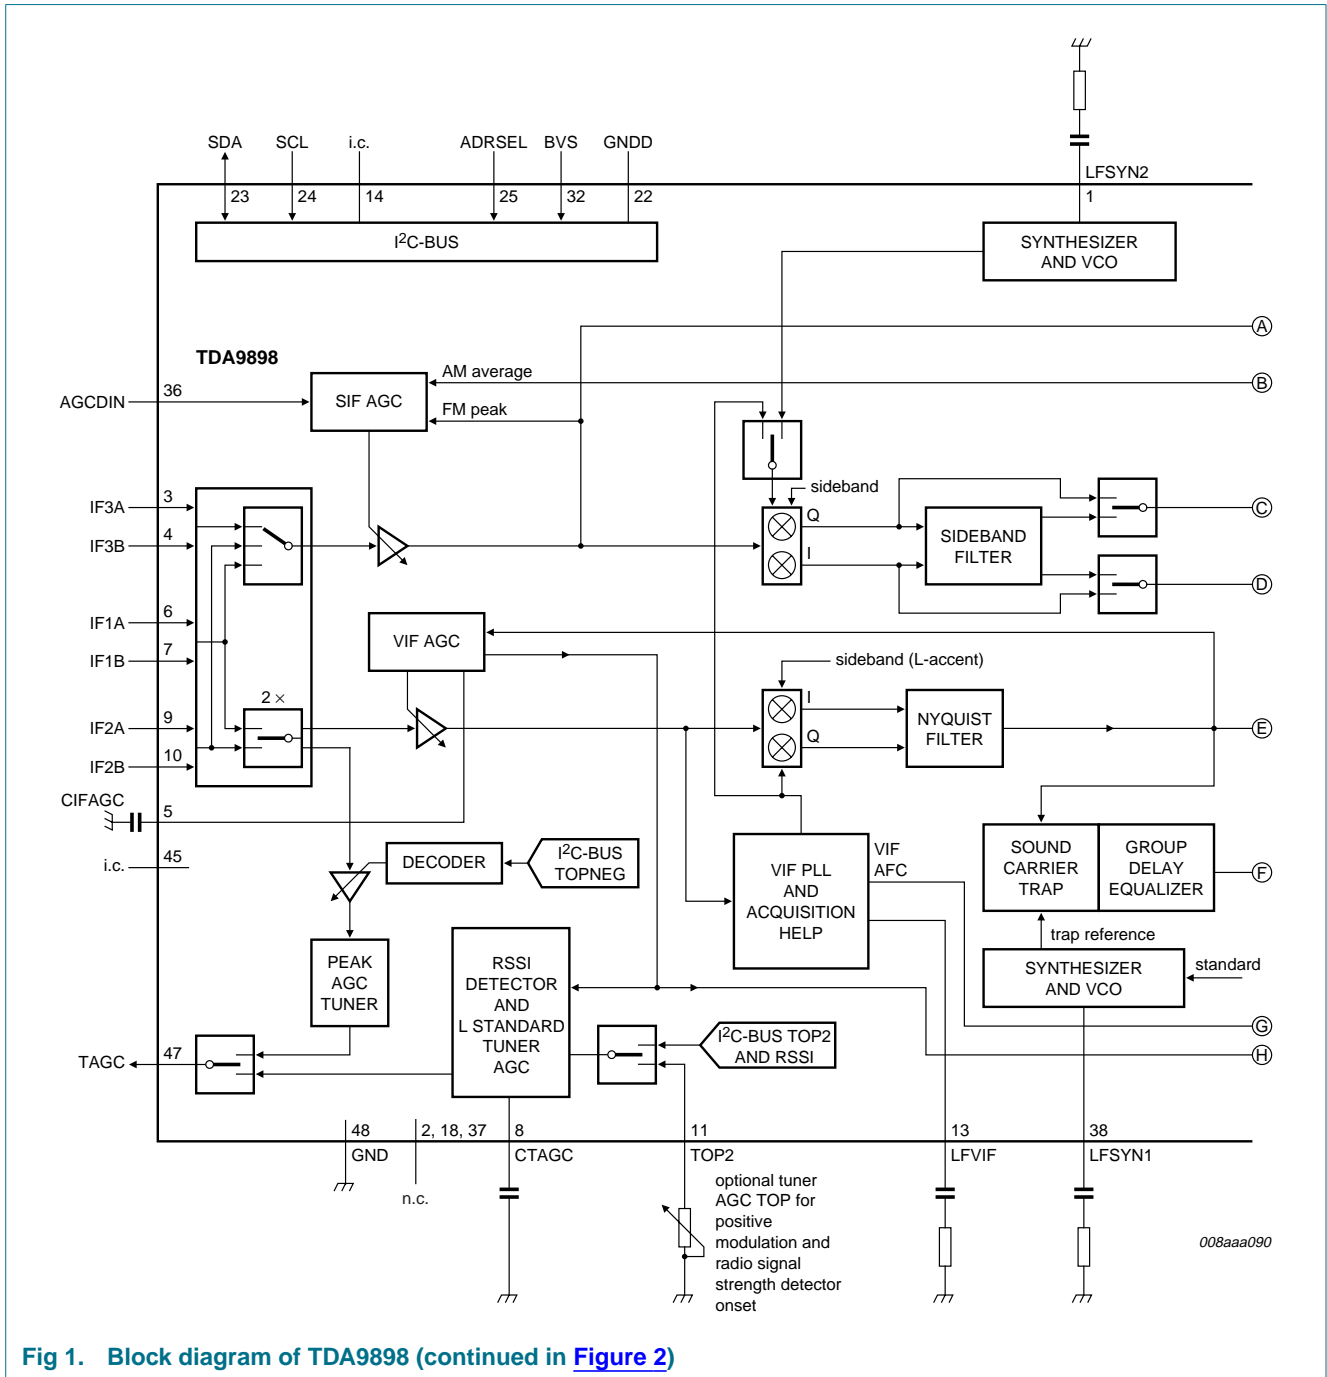 SDA SCL i.c. ADRSEL BVS GNDD
LFSYN2
23 24 14 25 32 22 1
I²C-BUS
SYNTHESIZER
AND VCO
A
TDA9898
AM average
B
36
AGCDIN
SIF AGC
FM peak
sideband
3
IF3A
Q
C
4
IF3B
I
SIDEBAND
FILTER
D
6
IF1A
7
IF1B
VIF AGC
sideband (L-accent)
2 ×
I
9
IF2A
Q
NYQUIST
FILTER
E
10
IF2B
CIFAGC
5
45
i.c.
DECODER
I²C-BUS
TOPNEG
VIF PLL
AND
ACQUISITION
HELP
VIF
AFC
SOUND
CARRIER
TRAP
GROUP
DELAY
EQUALIZER
F
trap reference
PEAK
AGC
TUNER
RSSI
DETECTOR
AND
L STANDARD
TUNER
AGC
SYNTHESIZER
AND VCO
standard
I²C-BUS TOP2
AND RSSI
G
H
47
TAGC
48 2, 18, 37 8 11 13 38
GND CTAGC TOP2 LFVIF LFSYN1
n.c.
optional tuner
AGC TOP for
positive
modulation and
radio signal
strength detector
onset
008aaa090
Fig 1. Block diagram of TDA9898 (continued in Figure 2)